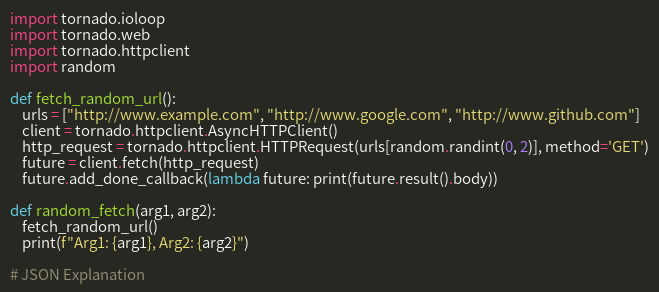 import tornado.ioloop
import tornado.web
import tornado.httpclient
import random

def fetch_random_url():
    urls = ["http://www.example.com", "http://www.google.com", "http://www.github.com"]
    client = tornado.httpclient.AsyncHTTPClient()
    http_request = tornado.httpclient.HTTPRequest(urls[random.randint(0, 2)], method='GET')
    future = client.fetch(http_request)
    future.add_done_callback(lambda future: print(future.result().body))

def random_fetch(arg1, arg2):
    fetch_random_url()
    print(f"Arg1: {arg1}, Arg2: {arg2}")

# JSON Explanation